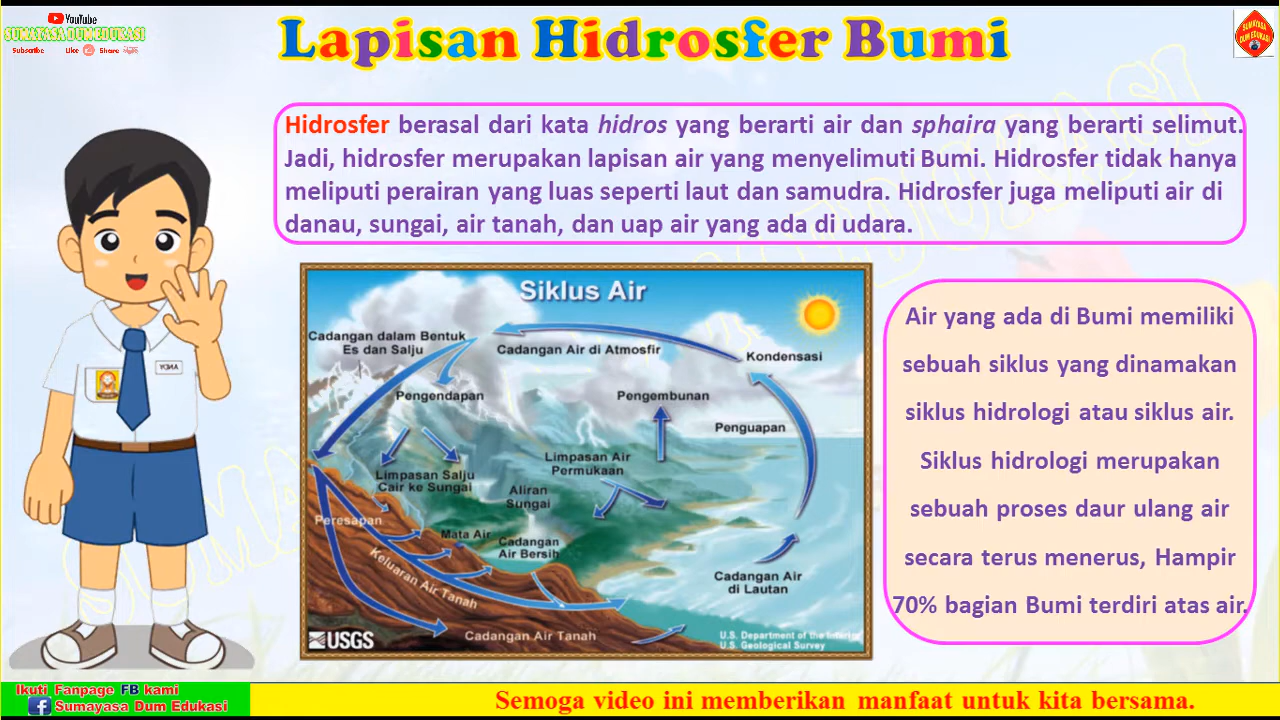 YouTube
SUMAYASA DUM EDUKASI
Subscribe Like Share
Lapisan Hidrosfer Bumi
SUMAYASA
DUM EDUKASI
Hidrosfer berasal dari kata hidros yang berarti air dan sphaira yang berarti selimut.
Jadi, hidrosfer merupakan lapisan air yang menyelimuti Bumi. Hidrosfer tidak hanya
meliputi perairan yang luas seperti laut dan samudra. Hidrosfer juga meliputi air di
danau, sungai, air tanah, dan uap air yang ada di udara.
ANDY
Siklus Air
Cadangan dalam Bentuk
Es dan Salju
Cadangan Air di Atmosfir
Kondensasi
Pengendapan
Pengembunan
Penguapan
Limpasan Salju
Cair ke Sungai
Limpasan Air
Permukaan
Aliran
Sungai
Peresapan
Mata Air
Cadangan
Air Bersih
Keluaran Air Tanah
Cadangan Air
di Lautan
Cadangan Air Tanah
USGS
U.S. Department of the Interior
U.S. Geological Survey
Air yang ada di Bumi memiliki
sebuah siklus yang dinamakan
siklus hidrologi atau siklus air.
Siklus hidrologi merupakan
sebuah proses daur ulang air
secara terus menerus, Hampir
70% bagian Bumi terdiri atas air.
Ikuti Fanpage FB kami
Sumayasa Dum Edukasi
Semoga video ini memberikan manfaat untuk kita bersama.